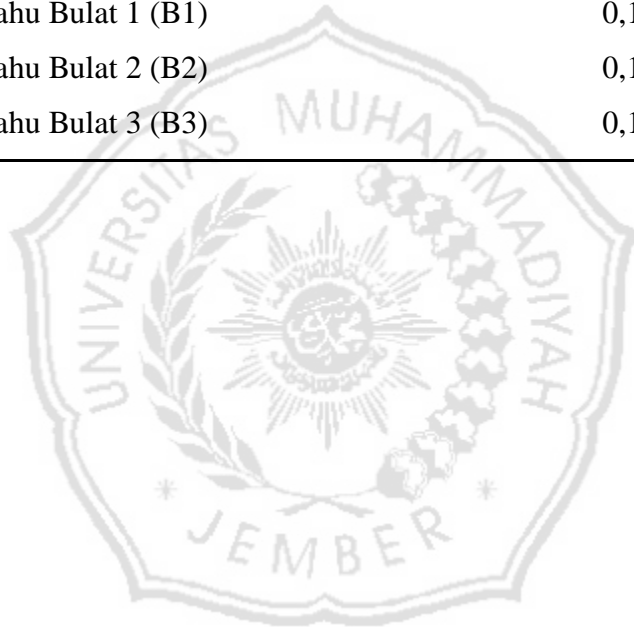 ahu Bulat 1 (B1) 0,1
ahu Bulat 2 (B2) 0,1
ahu Bulat 3 (B3) 0,1
UNIVERSITAS MUHAMMADIYAH
JEMBER